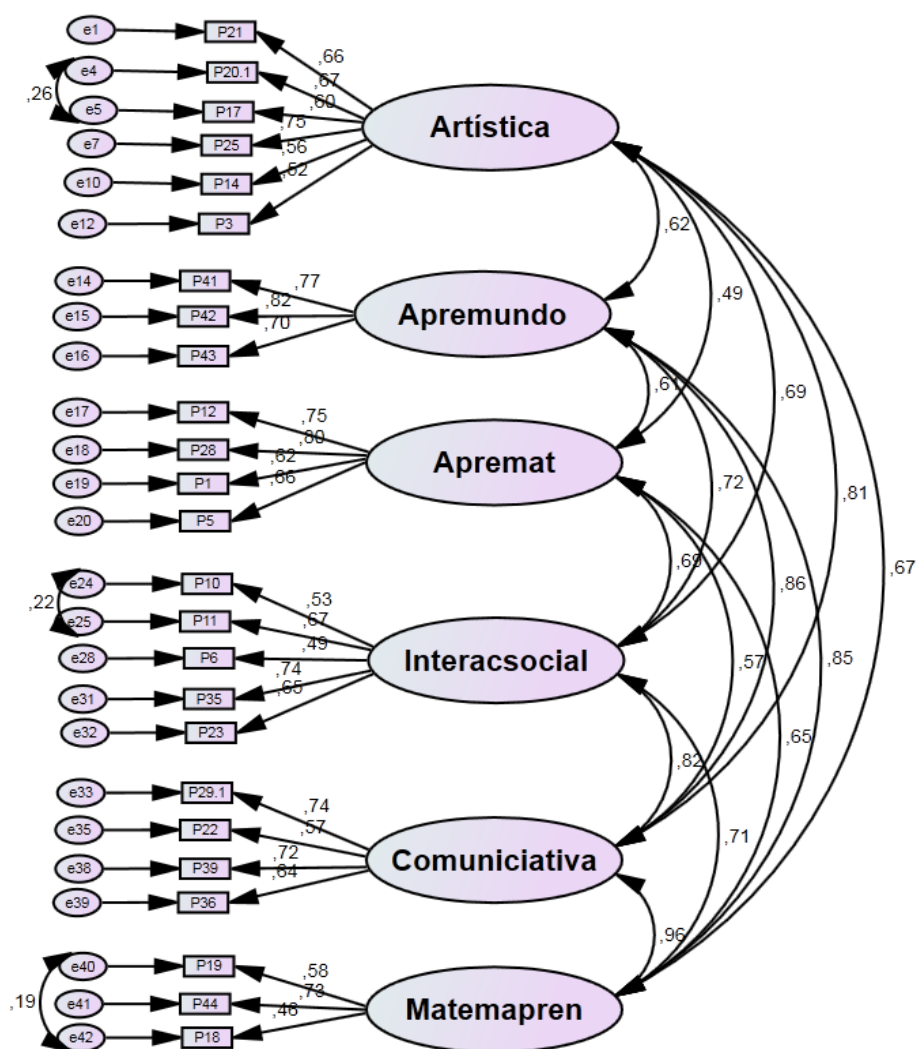 e1
P21
,66
e4
P20.1
,67
,26
e5
P17
,60
Artística
,75
e7
P25
,56
e10
P14
,52
e12
P3
,62
e14
P41
,77
,49
e15
P42
,82
Apremundo
,70
e16
P43
,61
,69
e17
P12
,75
e18
P28
,80
Apremat
,62
e19
P1
,66
,72
,81
e20
P5
,69
,67
e24
P10
,53
,86
,22
e25
P11
,67
,49
,57
e28
P6
Interacsocial
,85
,74
e31
P35
,65
e32
P23
,65
,82
e33
P29.1
,74
e35
P22
,57
,71
,72
e38
P39
Comuniciativa
,64
e39
P36
,96
e40
P19
,58
,73
,19
e41
P44
,46
Matemapren
e42
P18